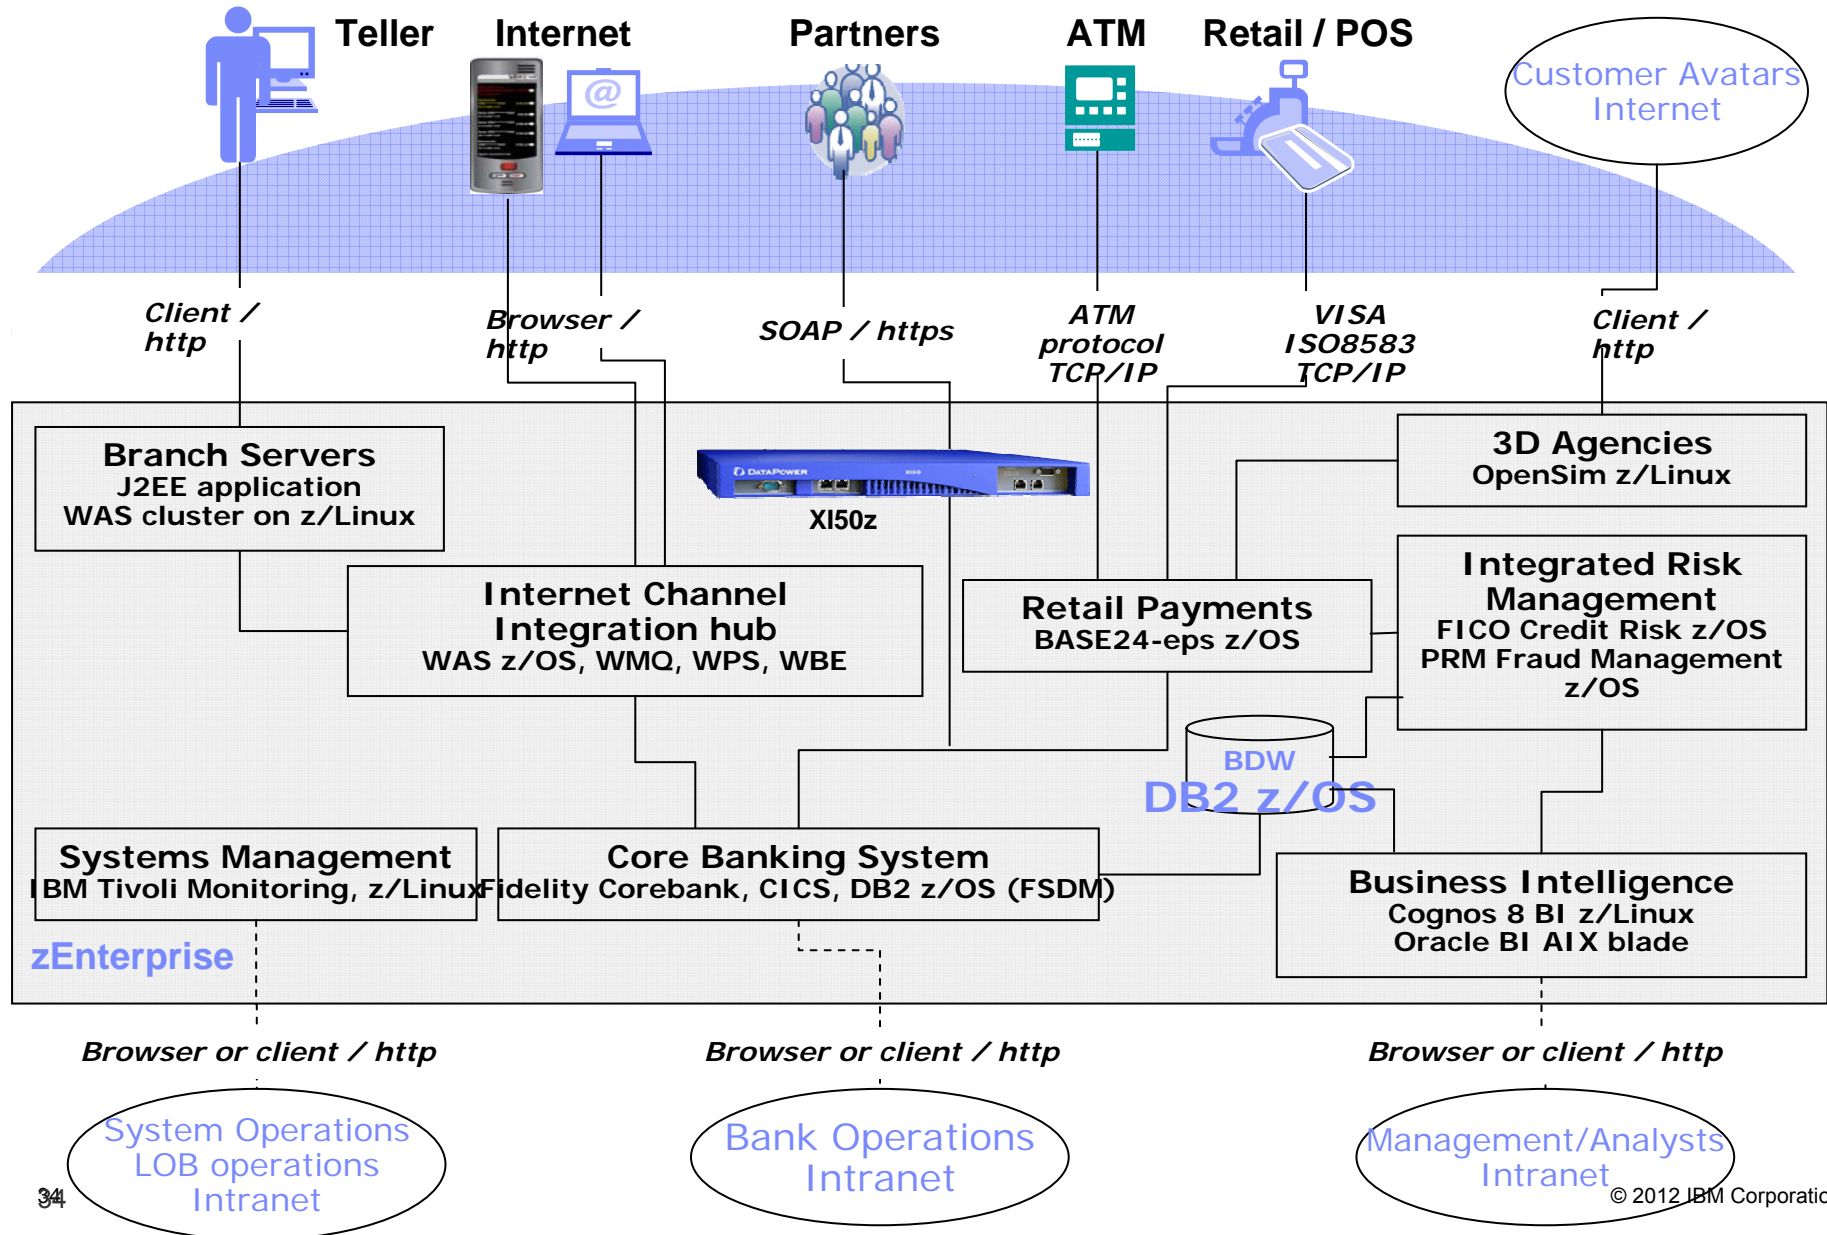 Teller
Internet
Partners
ATM
Retail / POS
Customer Avatars
Internet
@
Client /
http
Browser /
http
SOAP / https
ATM
protocol
TCP/IP
VISA
ISO8583
TCP/IP
Client /
http
Branch Servers
J2EE application
WAS cluster on z/Linux
DATAPOWER
XI50z
3D Agencies
OpenSim z/Linux
Internet Channel
Integration hub
WAS z/OS, WMQ, WPS, WBE
Retail Payments
BASE24-eps z/OS
Integrated Risk
Management
FICO Credit Risk z/OS
PRM Fraud Management
z/OS
BDW
DB2 z/OS
Systems Management
IBM Tivoli Monitoring, z/Linux
Core Banking System
Fidelity Corebank, CICS, DB2 z/OS (FSDM)
Business Intelligence
Cognos 8 BI z/Linux
Oracle BI AIX blade
zEnterprise
Browser or client / http
Browser or client / http
Browser or client / http
System Operations
LOB operations
Intranet
Bank Operations
Intranet
Management/Analysts
Intranet
34
© 2012 IBM Corporatio